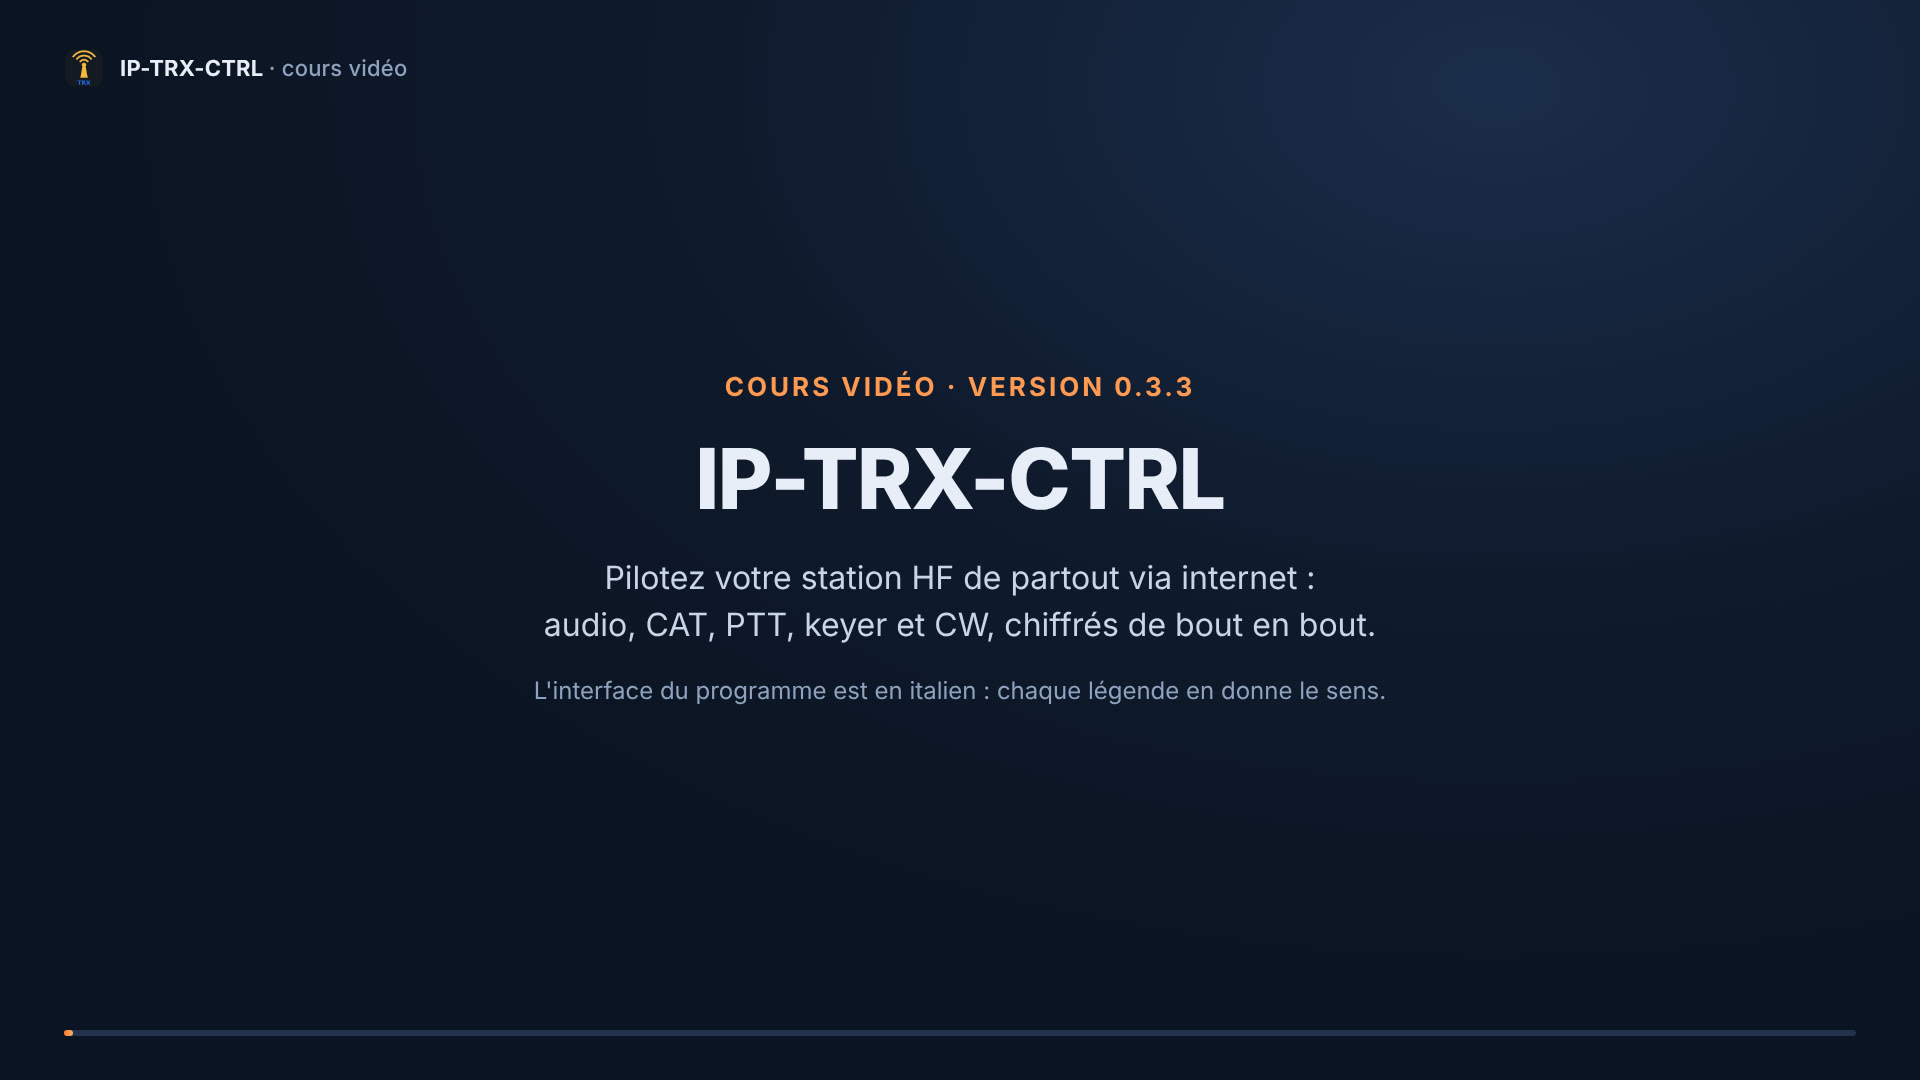 TRX
IP-TRX-CTRL · cours vidéo
COURS VIDÉO · VERSION 0.3.3
IP-TRX-CTRL
Pilotez votre station HF de partout via internet :
audio, CAT, PTT, keyer et CW, chiffrés de bout en bout.
L'interface du programme est en italien : chaque légende en donne le sens.